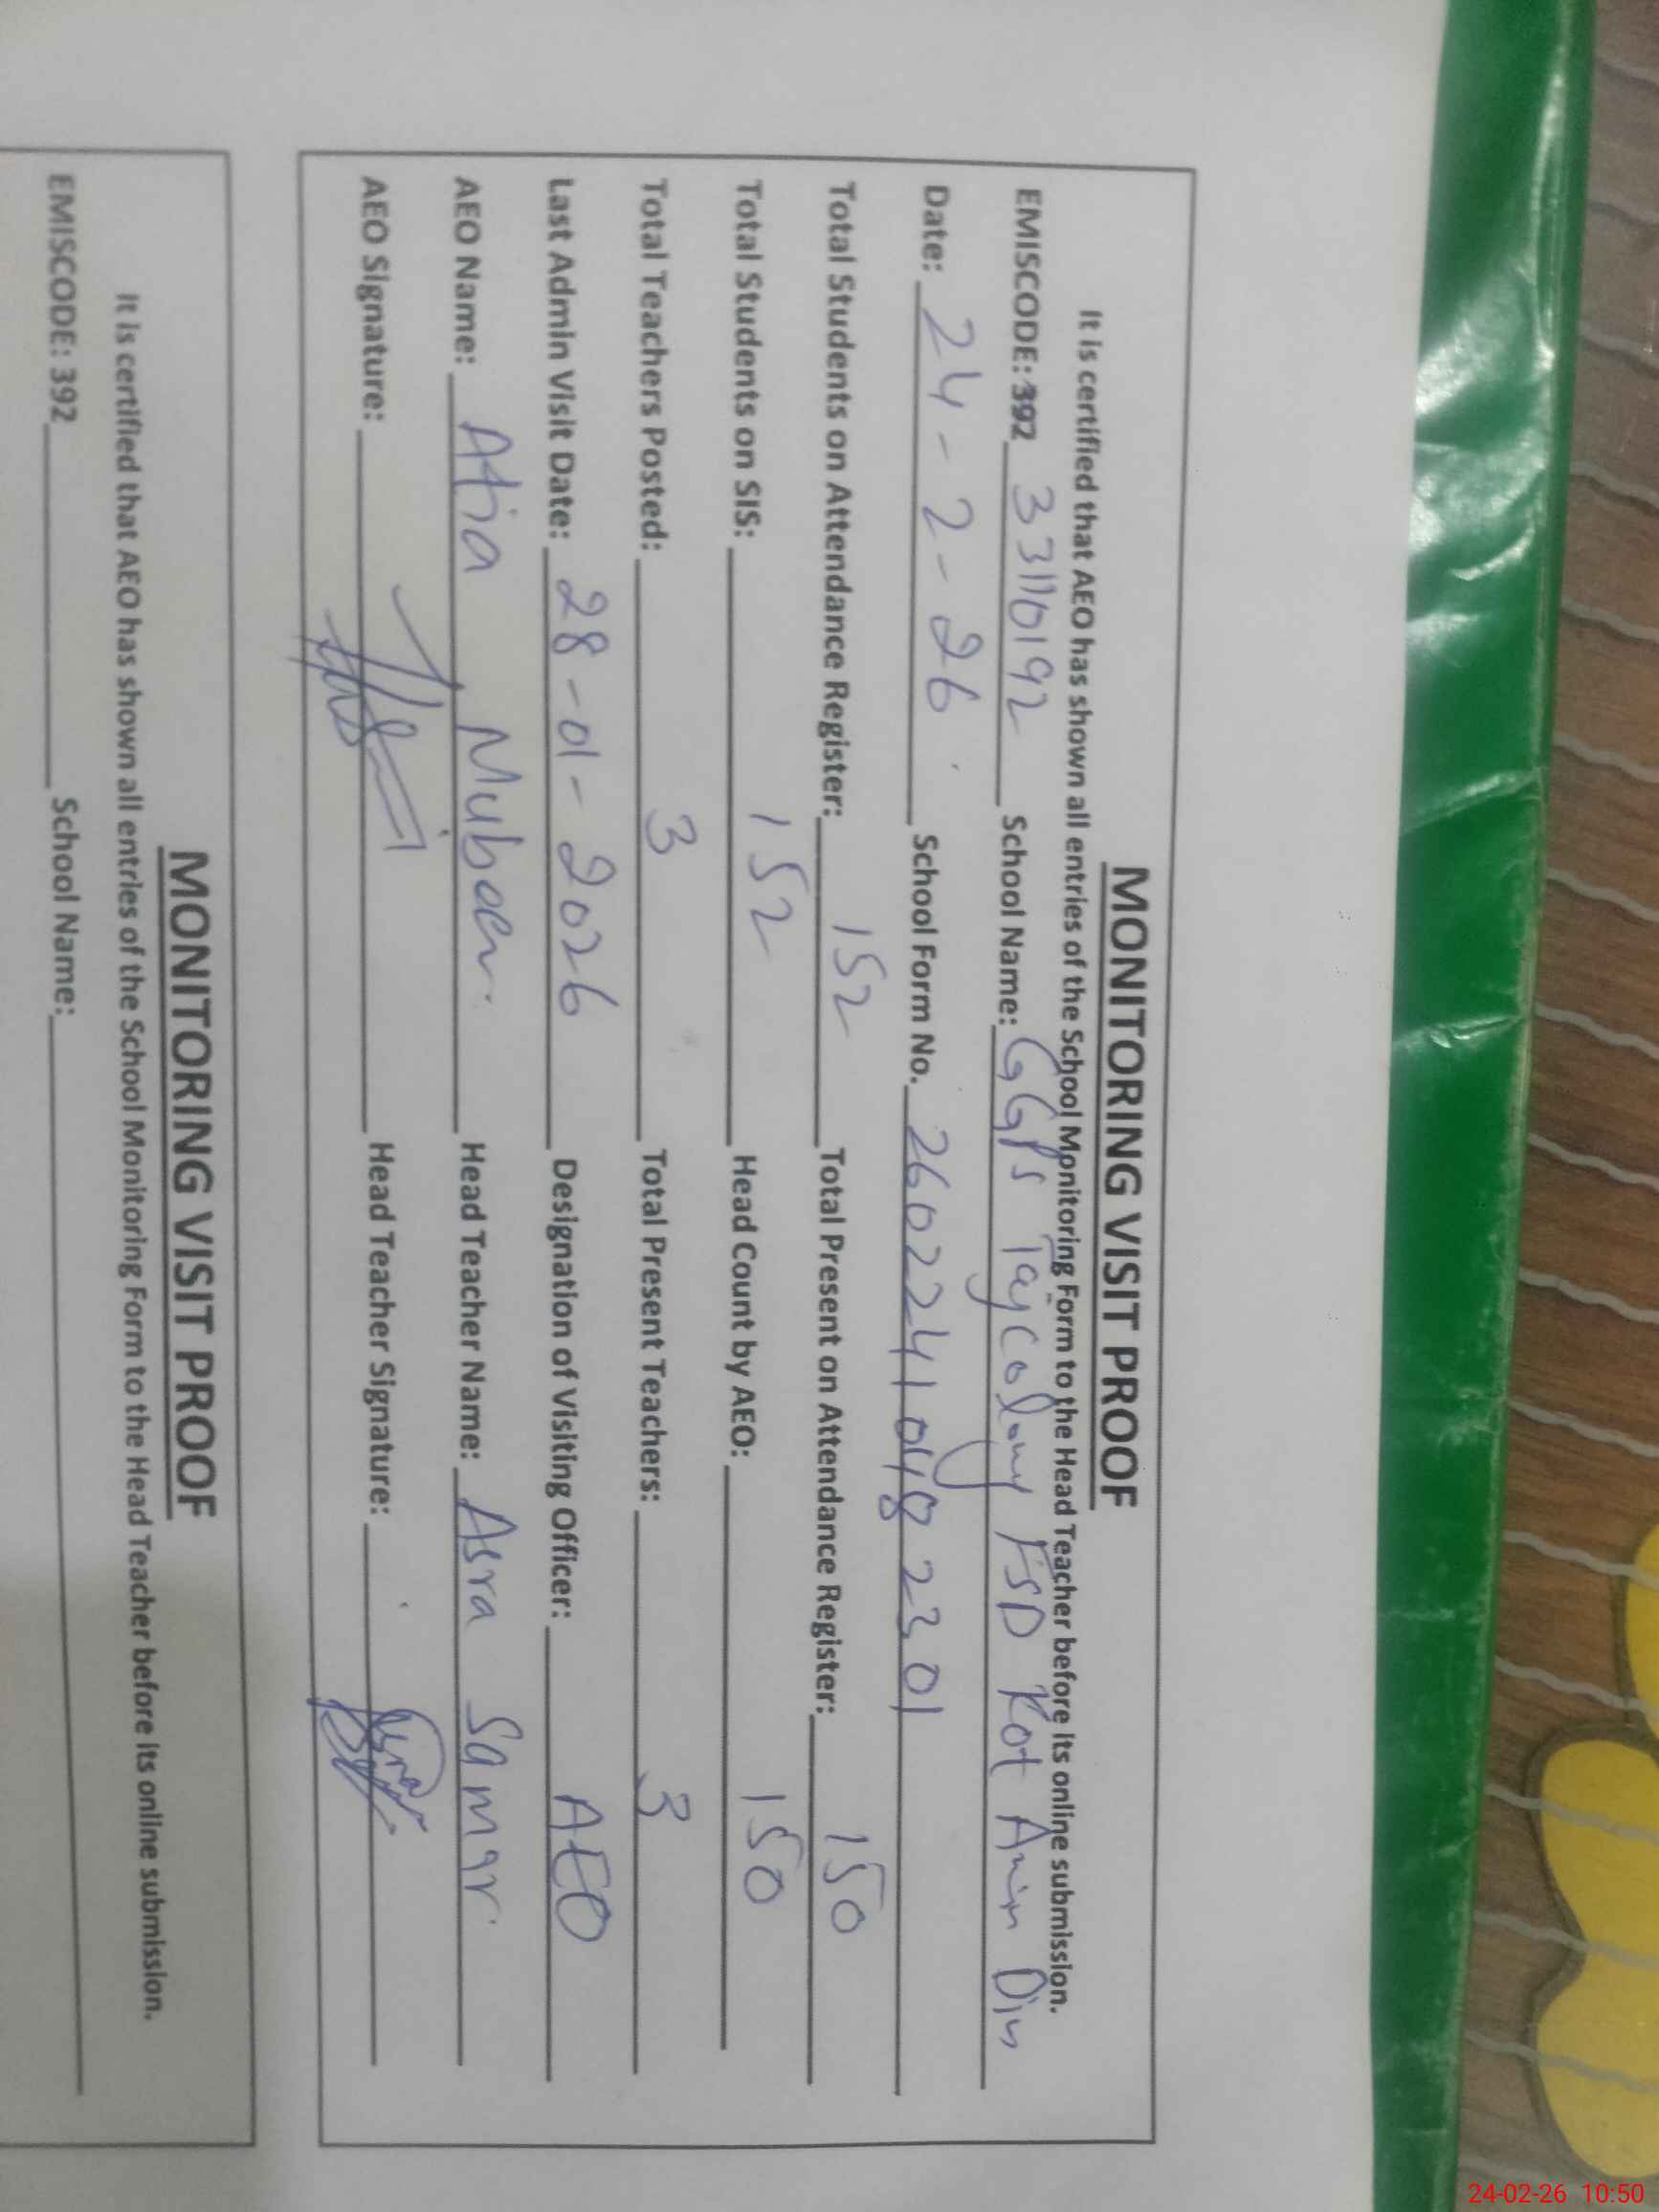 MONITORING VISIT PROOF
It is certified that AEO has shown all entries of the School Monitoring Form to the Head Teacher before its online submission.
EMISCODE: 392 33110192 School Name: GGPS Taj colony FSD Kot Amin Din
Date: 24-2-26 School Form No. 26022410482301
Total Students on Attendance Register: 152 Total Present on Attendance Register: 150
Total Students on SIS: 152 Head Count by AEO: 150
Total Teachers Posted: 3 Total Present Teachers: 3
Last Admin Visit Date: 28-01-2026 Designation of Visiting Officer: AEO
AEO Name: Atia Mubeen. Head Teacher Name: Asra Samar.
AEO Signature: Head Teacher Signature:
MONITORING VISIT PROOF
It is certified that AEO has shown all entries of the School Monitoring Form to the Head Teacher before its online submission.
EMISCODE: 392 School Name:
24-02-26 10:50